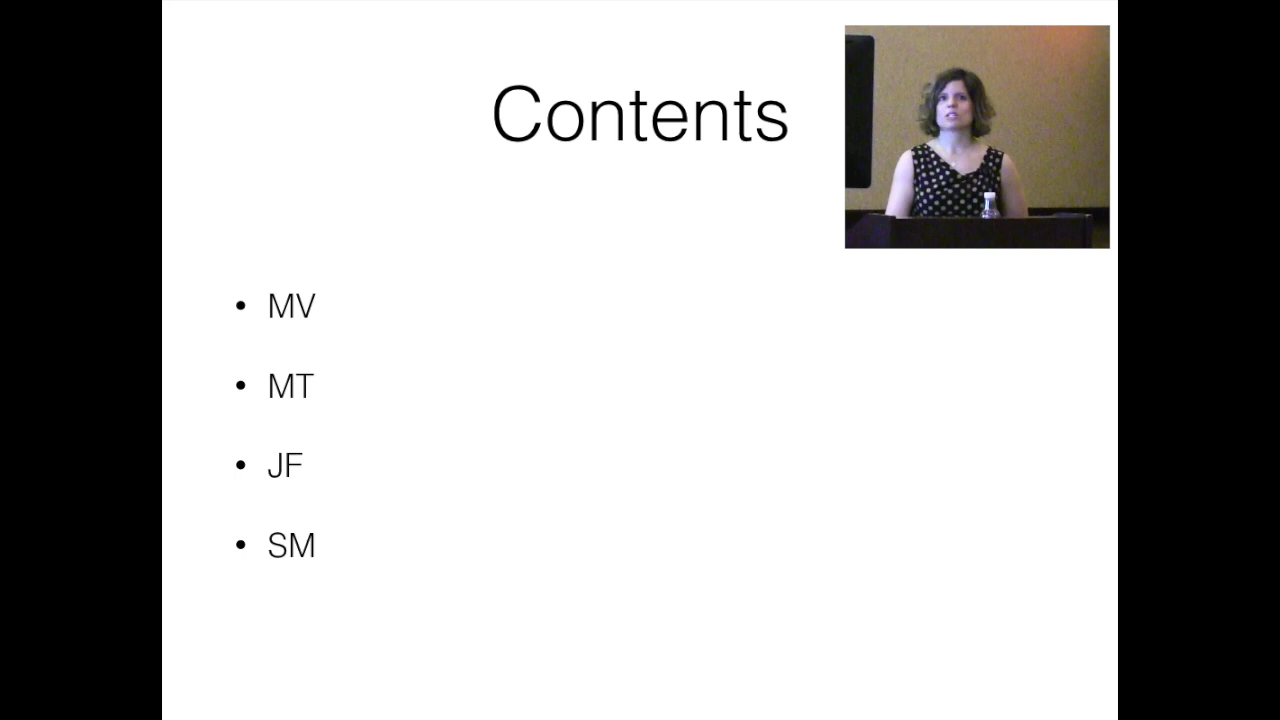 Contents
• MV
• MT
• JF
• SM